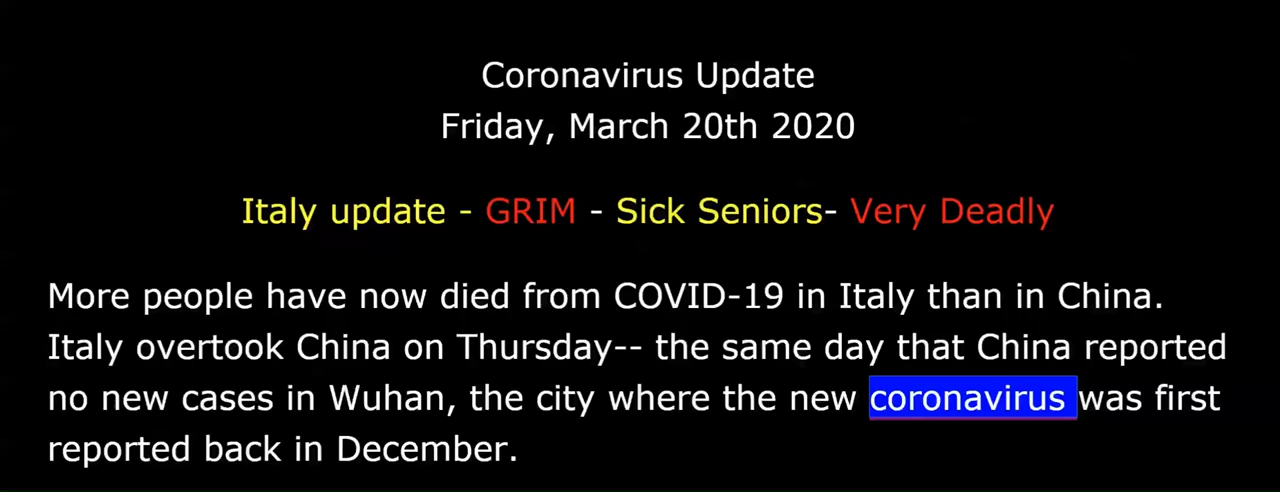 Coronavirus Update
Friday, March 20th 2020
Italy update - GRIM - Sick Seniors- Very Deadly
More people have now died from COVID-19 in Italy than in China.
Italy overtook China on Thursday-- the same day that China reported
no new cases in Wuhan, the city where the new coronavirus was first
reported back in December.